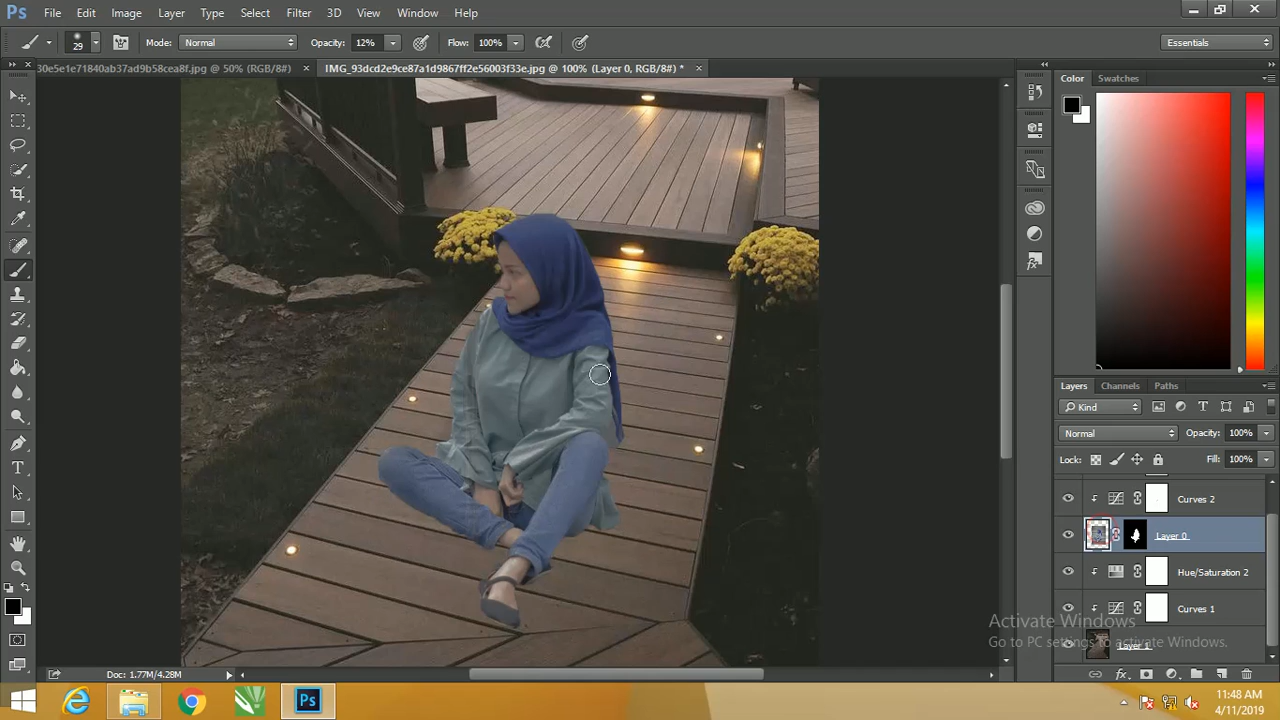 Ps File Edit Image Layer Type Select Filter 3D View Window Help
29 Mode: Normal Opacity: 12% Flow: 100% Essentials
30e5e1e71840ab37ad9b58cea8f.jpg @ 50% (RGB/8#) × IMG_93dcd2e9ce87a1d9867ff2e56003f33e.jpg @ 100% (Layer 0, RGB/8#) * ×
Color Swatches
Layers Channels Paths
Kind
Normal Opacity: 100%
Lock: Fill: 100%
Curves 2
Layer 0
Hue/Saturation 2
Curves 1
Layer 1
Activate Windows
Go to PC settings to activate Windows.
Doc: 1.77M/4.28M
Ps
11:48 AM
4/11/2019